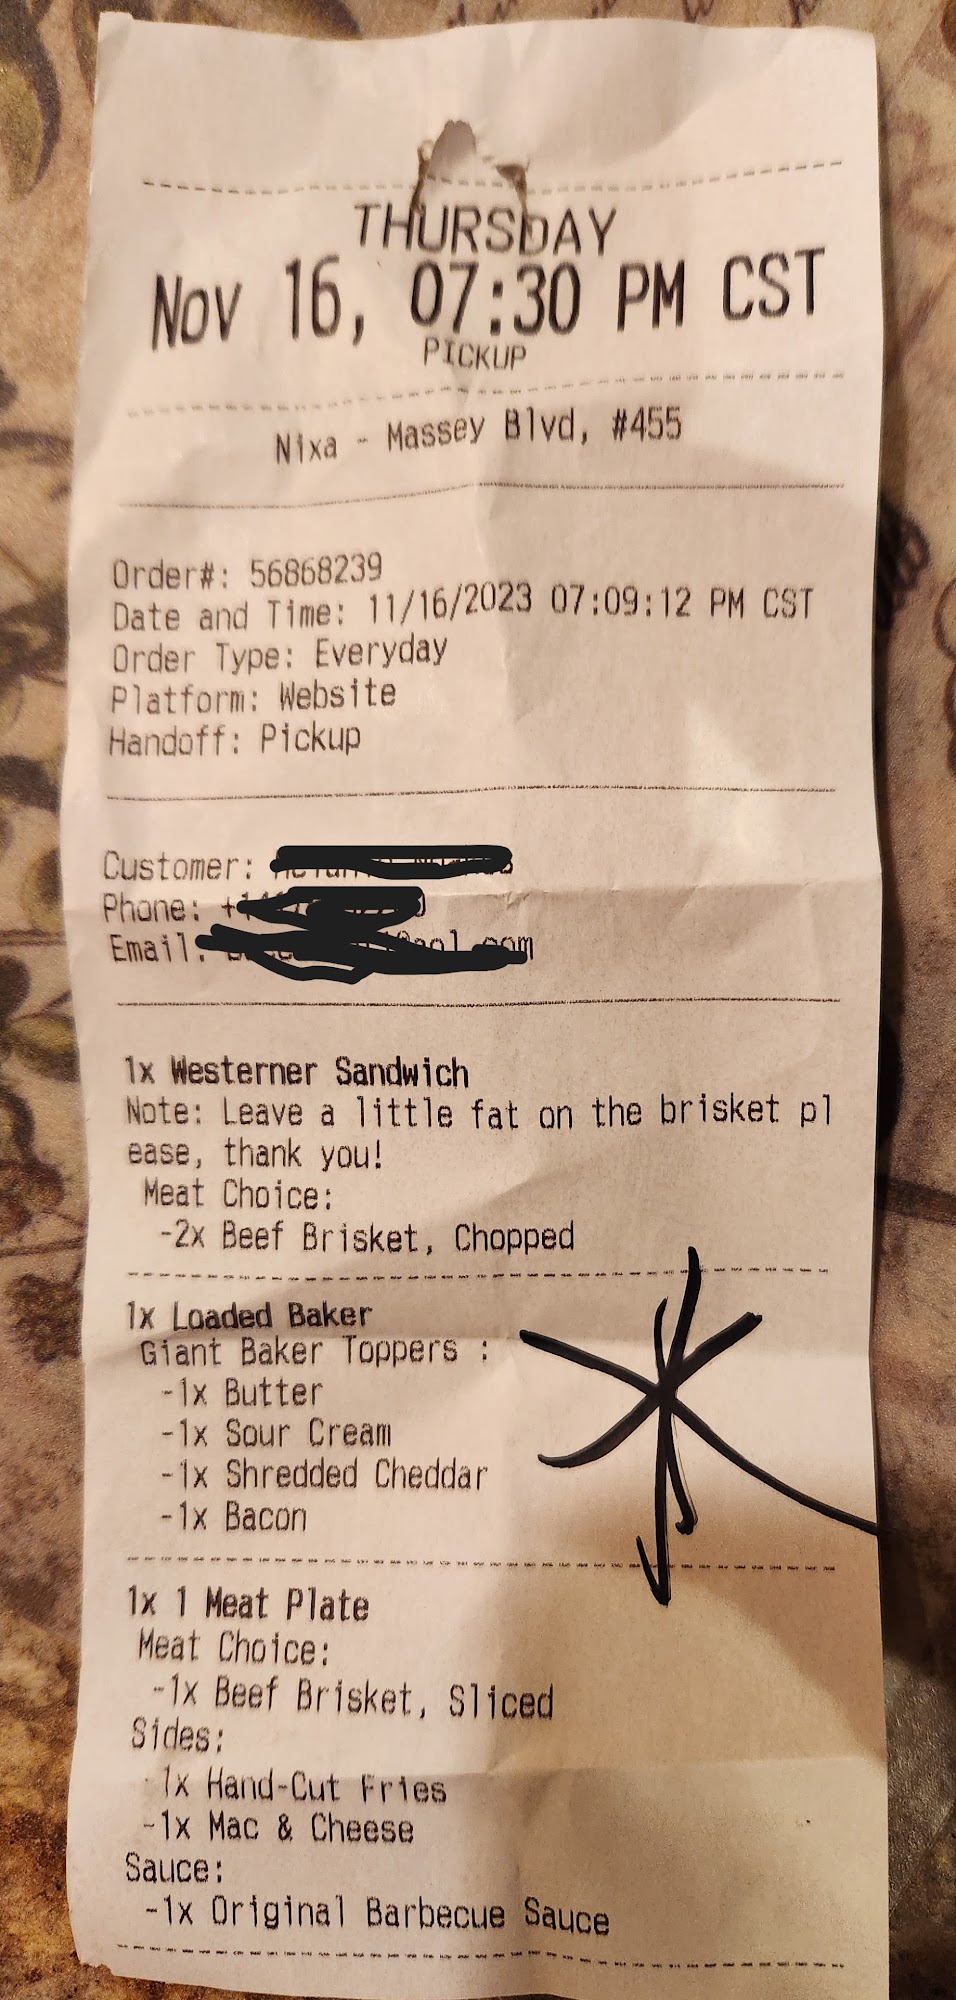 THURSDAY
Nov 16, 07:30 PM CST
PICKUP
Nixa - Massey Blvd, #455
Order#: 56868239
Date and Time: 11/16/2023 07:09:12 PM CST
Order Type: Everyday
Platform: Website
Handoff: Pickup
Customer:
Phone:
Email:
1x Westerner Sandwich
Note: Leave a little fat on the brisket pl
ease, thank you!
Meat Choice:
-2x Beef Brisket, Chopped
1x Loaded Baker
Giant Baker Toppers :
-1x Butter
-1x Sour Cream
-1x Shredded Cheddar
-1x Bacon
1x 1 Meat Plate
Meat Choice:
-1x Beef Brisket, Sliced
Sides:
-1x Hand-Cut Fries
-1x Mac & Cheese
Sauce:
-1x Original Barbecue Sauce